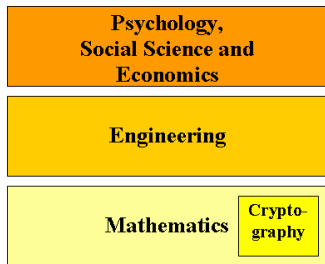 Psychology,
Social Science and
Economics
Engineering
Mathematics
Crypto-
graphy